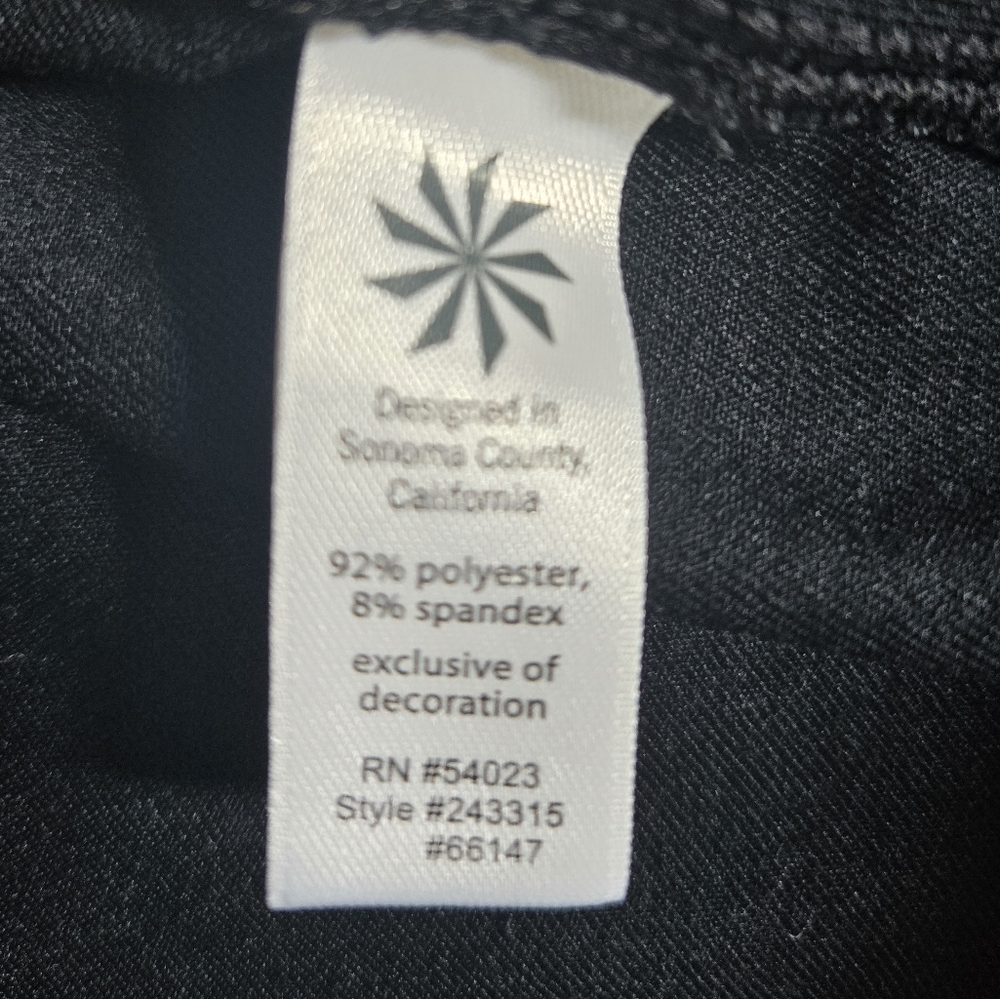 Designed in
Sonoma County,
California
92% polyester,
8% spandex
exclusive of
decoration
RN #54023
Style #243315
#66147